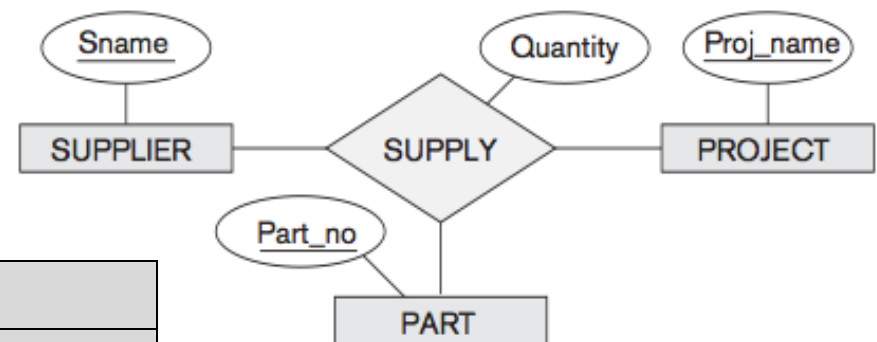 Sname
Quantity
Proj_name
SUPPLIER
SUPPLY
PROJECT
Part_no
PART